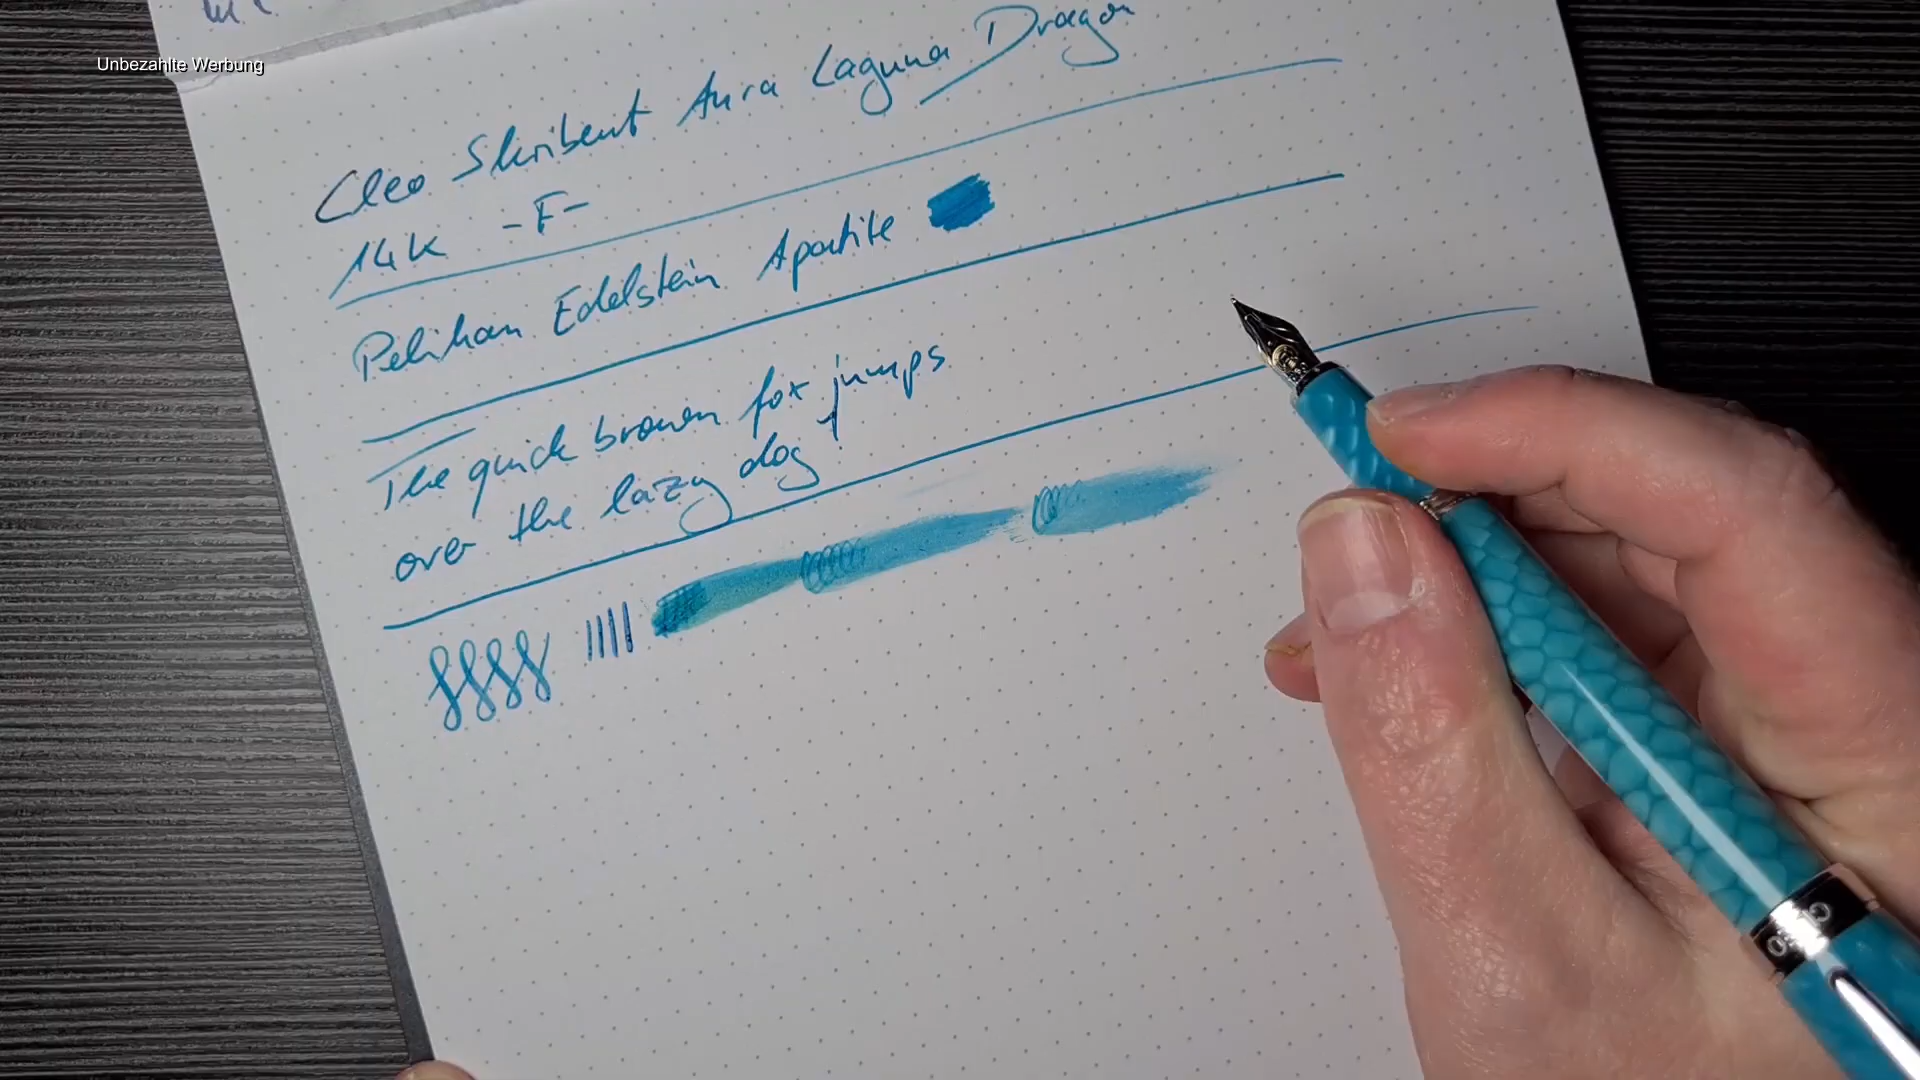 Unbezahlte Werbung
Cleo Skribent Aura Laguna Dragon
14K -F-
Pelikan Edelstein Apatite
The quick brown fox jumps
over the lazy dog
CLEO